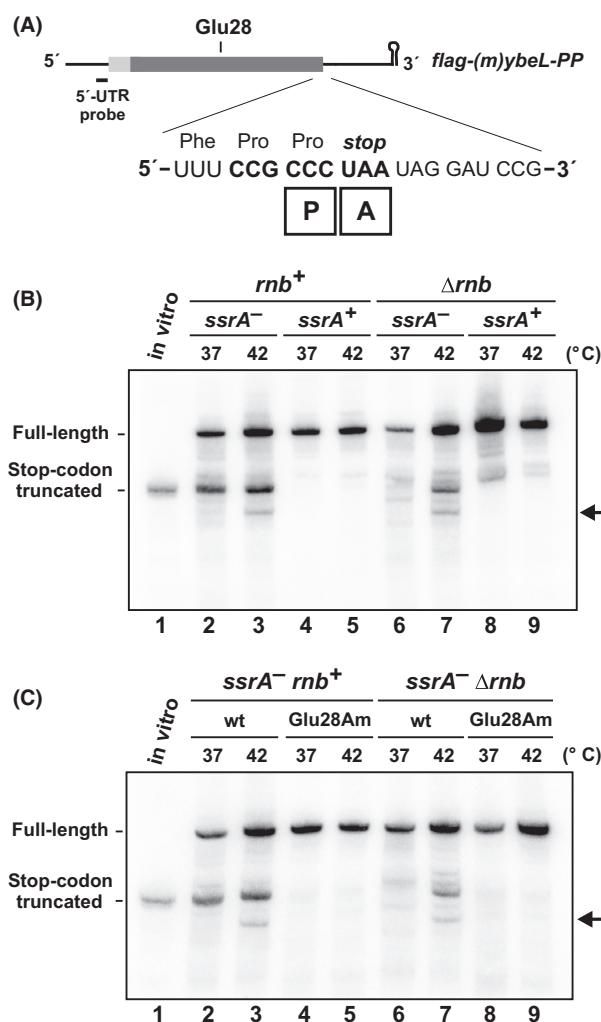 (A)
Glu28
5´ 3´ flag-(m)ybeL-PP
5´-UTR
probe
Phe Pro Pro stop
5´–UUU CCG CCC UAA UAG GAU CCG–3´
P A
(B)
rnb+ Δrnb
in vitro ssrA– ssrA+ ssrA– ssrA+
37 42 37 42 37 42 37 42 (°C)
Full-length
Stop-codon
truncated
1 2 3 4 5 6 7 8 9
(C)
ssrA– rnb+ ssrA– Δrnb
in vitro wt Glu28Am wt Glu28Am
37 42 37 42 37 42 37 42 (°C)
Full-length
Stop-codon
truncated
1 2 3 4 5 6 7 8 9